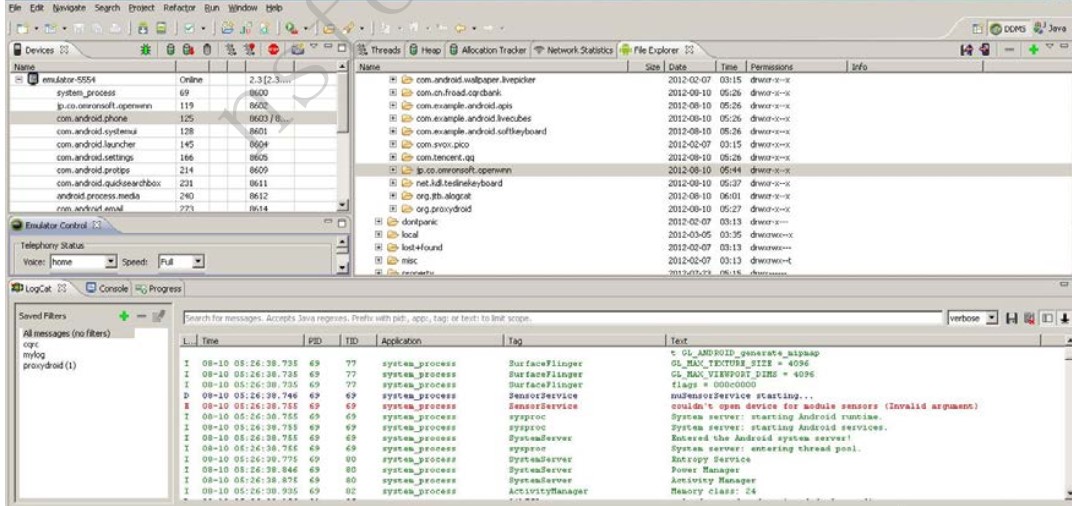 File Edit Navigate Search Project Refactor Run Window Help
DDMS Java
Devices
Name
emulator-5554 Online 2.3 [2.3....
system_process 69 8600
jp.co.omronsoft.openwnn 119 8602
com.android.phone 125 8603 / 8...
com.android.systemui 128 8601
com.android.launcher 145 8604
com.android.settings 166 8605
com.android.protips 214 8609
com.android.quicksearchbox 231 8611
android.process.media 240 8612
com.android.email 273 8614
Emulator Control
Telephony Status
Voice: home Speed: Full
Threads Heap Allocation Tracker Network Statistics File Explorer
Name Size Date Time Permissions Info
com.android.wallpaper.livepicker 2012-02-07 03:15 drwxr-x--x
com.cn.froad.cqrcbank 2012-08-10 05:26 drwxr-x--x
com.example.android.apis 2012-08-10 05:26 drwxr-x--x
com.example.android.livecubes 2012-08-10 05:26 drwxr-x--x
com.example.android.softkeyboard 2012-08-10 05:26 drwxr-x--x
com.svox.pico 2012-02-07 03:15 drwxr-x--x
com.tencent.qq 2012-08-10 05:26 drwxr-x--x
jp.co.omronsoft.openwnn 2012-08-10 05:44 drwxr-x--x
net.kdl.teslinekeyboard 2012-08-10 05:37 drwxr-x--x
org.jtb.alogcat 2012-08-10 06:01 drwxr-x--x
org.proxydroid 2012-08-10 05:27 drwxr-x--x
dontpanic 2012-02-07 03:13 drwxr-x---
local 2012-03-05 03:35 drwxrwx--x
lost+found 2012-02-07 03:13 drwxrwx---
misc 2012-02-07 03:13 drwxrwx--t
property 2012-07-23 05:15 drwx------
LogCat Console Progress
Saved Filters
All messages (no filters)
cqrc
mylog
proxydroid (1)
Search for messages. Accepts Java regexes. Prefix with pid:, app:, tag: or text: to limit scope. verbose
L... Time PID TID Application Tag Text
t GL_ANDROID_generate_mipmap
I 08-10 05:26:38.735 69 77 system_process SurfaceFlinger GL_MAX_TEXTURE_SIZE = 4096
I 08-10 05:26:38.735 69 77 system_process SurfaceFlinger GL_MAX_VIEWPORT_DIMS = 4096
I 08-10 05:26:38.735 69 77 system_process SurfaceFlinger flags = 000c0000
D 08-10 05:26:38.746 69 69 system_process SensorService nuSensorService starting...
E 08-10 05:26:38.755 69 69 system_process SensorService couldn't open device for module sensors (Invalid argument)
I 08-10 05:26:38.755 69 69 system_process sysproc System server: starting Android runtime.
I 08-10 05:26:38.755 69 69 system_process sysproc System server: starting Android services.
I 08-10 05:26:38.755 69 69 system_process SystemServer Entered the Android system server!
I 08-10 05:26:38.755 69 69 system_process sysproc System server: entering thread pool.
I 08-10 05:26:38.775 69 80 system_process SystemServer Entropy Service
I 08-10 05:26:38.846 69 80 system_process SystemServer Power Manager
I 08-10 05:26:38.875 69 80 system_process SystemServer Activity Manager
I 08-10 05:26:38.935 69 82 system_process ActivityManager Memory class: 24